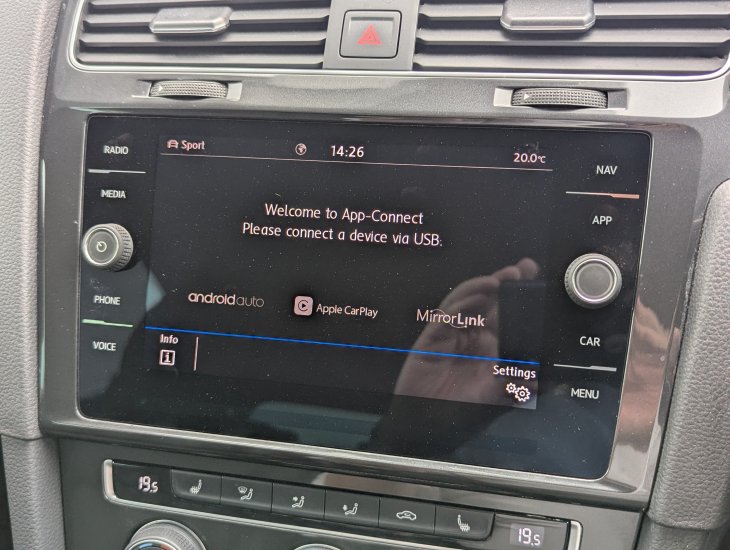 RADIO
MEDIA
PHONE
VOICE
Sport
14:26
20.0°C
Welcome to App-Connect
Please connect a device via USB.
androidauto
Apple CarPlay
MirrorLink
Info
Settings
NAV
APP
CAR
MENU
19.5
19.5